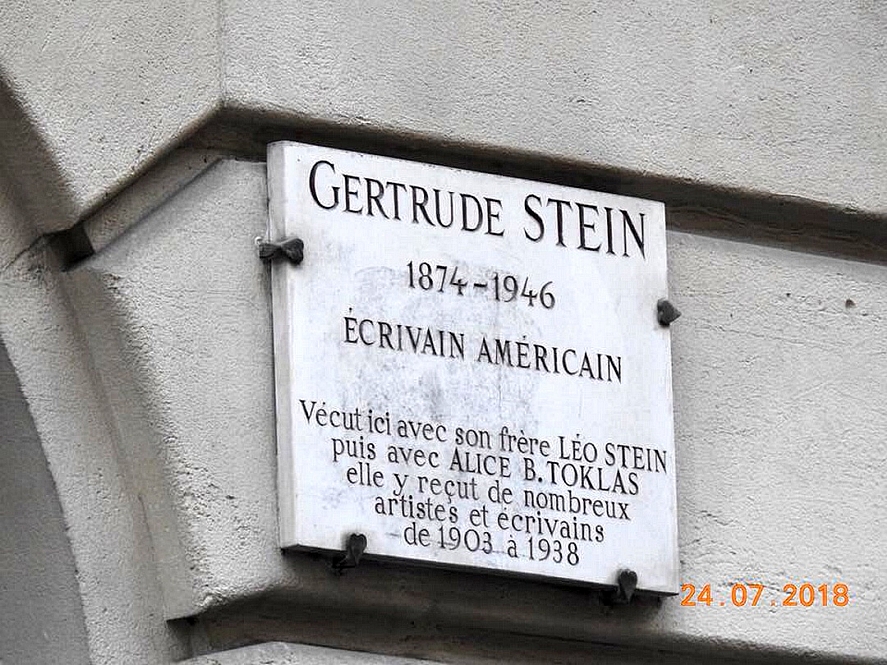 GERTRUDE STEIN
1874-1946
ÉCRIVAIN AMÉRICAIN
Vécut ici avec son frère LÉO STEIN
puis avec ALICE B. TOKLAS
elle y reçut de nombreux
artistes et écrivains
de 1903 à 1938
24.07.2018